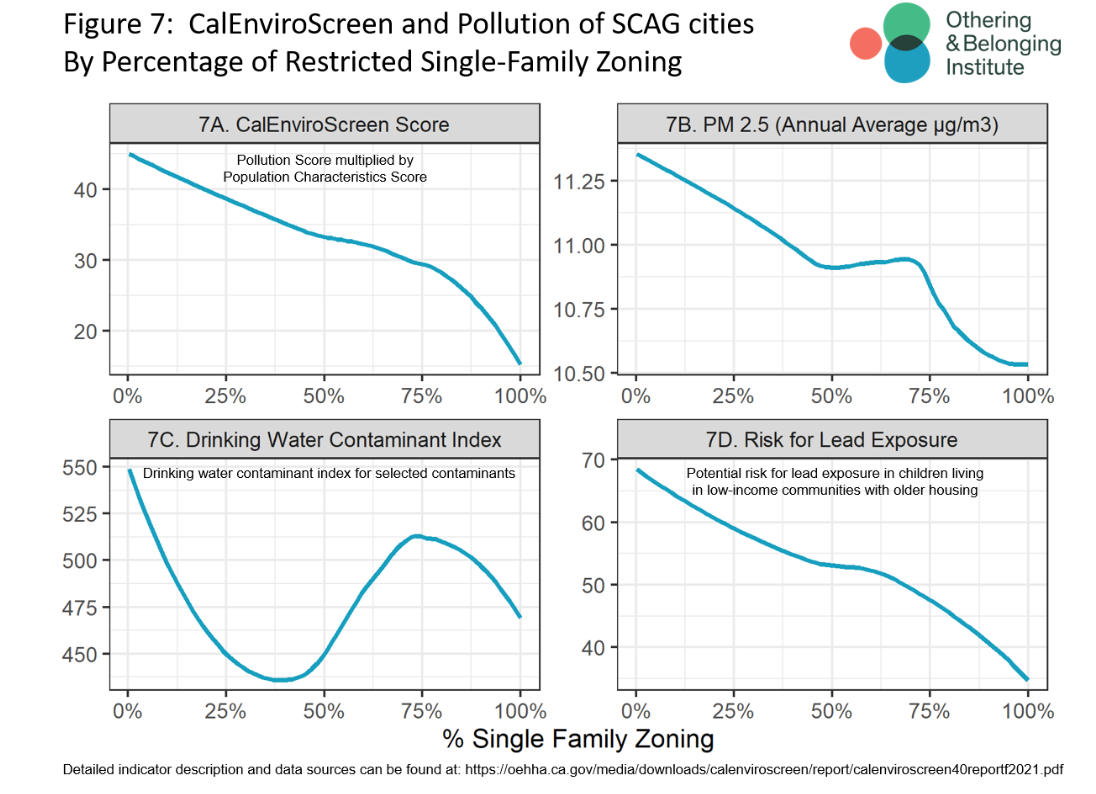 Figure 7:  CalEnviroScreen and Pollution of SCAG cities
By Percentage of Restricted Single-Family Zoning
Othering
& Belonging
Institute
7A. CalEnviroScreen Score
Pollution Score multiplied by
Population Characteristics Score
40
30
20
0% 25% 50% 75% 100%
7B. PM 2.5 (Annual Average µg/m3)
11.25
11.00
10.75
10.50
0% 25% 50% 75% 100%
7C. Drinking Water Contaminant Index
Drinking water contaminant index for selected contaminants
550
525
500
475
450
0% 25% 50% 75% 100%
7D. Risk for Lead Exposure
Potential risk for lead exposure in children living
in low-income communities with older housing
70
60
50
40
0% 25% 50% 75% 100%
% Single Family Zoning
Detailed indicator description and data sources can be found at: https://oehha.ca.gov/media/downloads/calenviroscreen/report/calenviroscreen40reportf2021.pdf